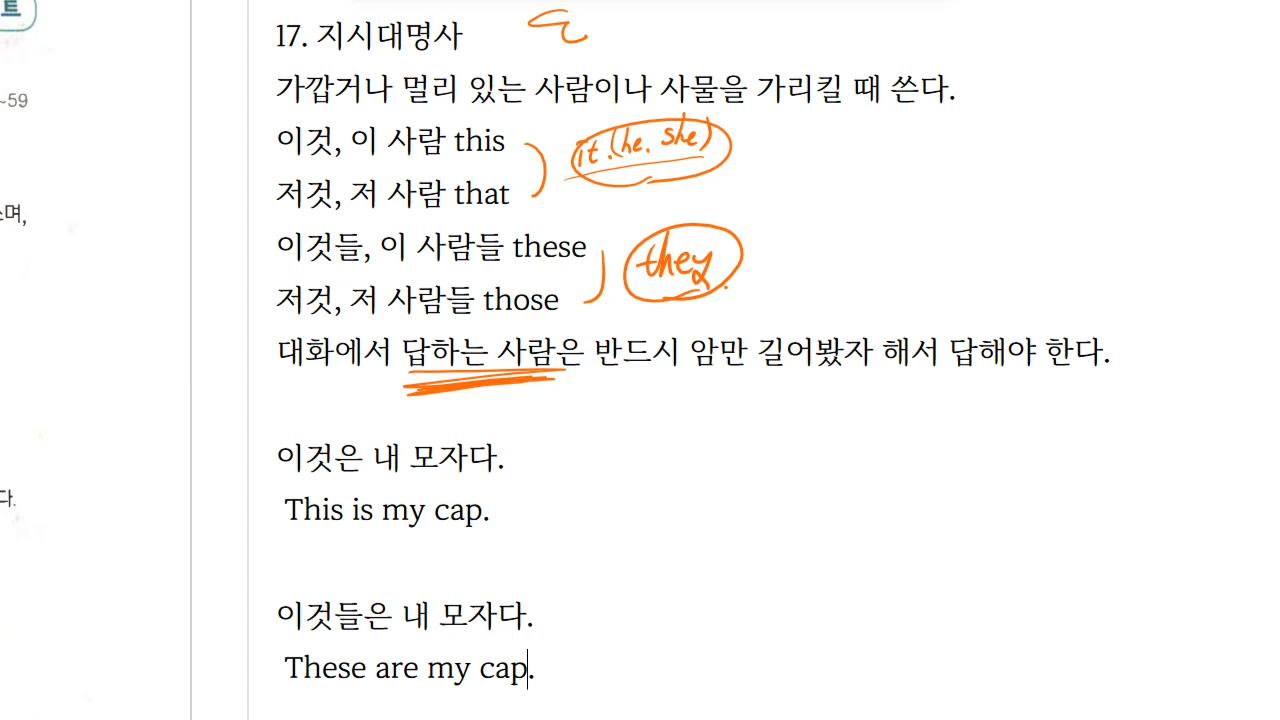 트
~59
며,
다.
17. 지시대명사
가깝거나 멀리 있는 사람이나 사물을 가리킬 때 쓴다.
이것, 이 사람 this
it. (he. she)
저것, 저 사람 that
이것들, 이 사람들 these
they
저것, 저 사람들 those
대화에서 답하는 사람은 반드시 암만 길어봤자 해서 답해야 한다.
이것은 내 모자다.
This is my cap.
이것들은 내 모자다.
These are my cap.